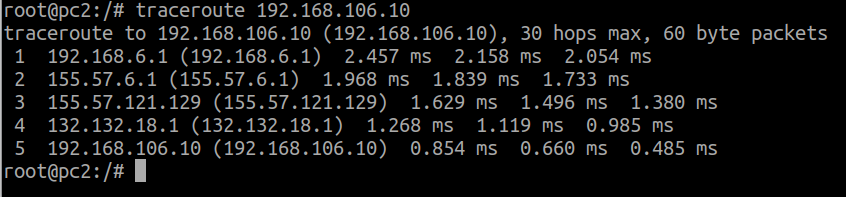 root@pc2:/# traceroute 192.168.106.10
traceroute to 192.168.106.10 (192.168.106.10), 30 hops max, 60 byte packets
 1  192.168.6.1 (192.168.6.1)  2.457 ms  2.158 ms  2.054 ms
 2  155.57.6.1 (155.57.6.1)  1.968 ms  1.839 ms  1.733 ms
 3  155.57.121.129 (155.57.121.129)  1.629 ms  1.496 ms  1.380 ms
 4  132.132.18.1 (132.132.18.1)  1.268 ms  1.119 ms  0.985 ms
 5  192.168.106.10 (192.168.106.10)  0.854 ms  0.660 ms  0.485 ms
root@pc2:/#